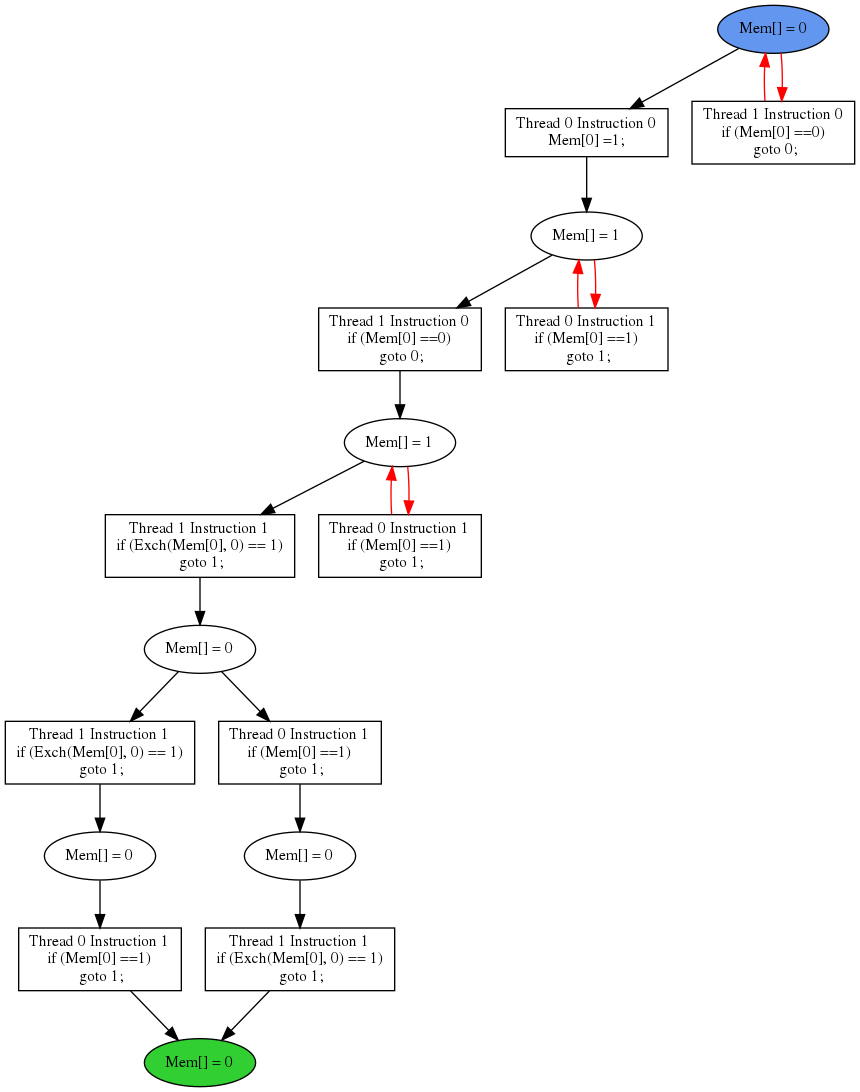 Mem[] = 0
Thread 0 Instruction 0
Mem[0] =1;
Thread 1 Instruction 0
if (Mem[0] ==0)
goto 0;
Mem[] = 1
Thread 1 Instruction 0
if (Mem[0] ==0)
goto 0;
Thread 0 Instruction 1
if (Mem[0] ==1)
goto 1;
Mem[] = 1
Thread 1 Instruction 1
if (Exch(Mem[0], 0) == 1)
goto 1;
Thread 0 Instruction 1
if (Mem[0] ==1)
goto 1;
Mem[] = 0
Thread 1 Instruction 1
if (Exch(Mem[0], 0) == 1)
goto 1;
Thread 0 Instruction 1
if (Mem[0] ==1)
goto 1;
Mem[] = 0
Mem[] = 0
Thread 0 Instruction 1
if (Mem[0] ==1)
goto 1;
Thread 1 Instruction 1
if (Exch(Mem[0], 0) == 1)
goto 1;
Mem[] = 0